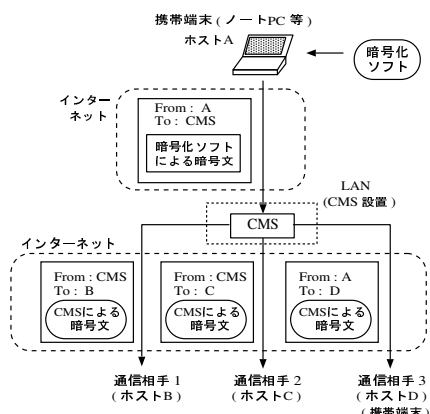 携帯端末 ( ノートPC 等 )
ホストA
暗号化
ソフト
インター
ネット
From : A
To : CMS
暗号化ソフト
による暗号文
LAN
(CMS 設置 )
CMS
インターネット
From : CMS
To : B
CMSによる
暗号文
From : CMS
To : C
CMSによる
暗号文
From : A
To : D
CMSによる
暗号文
通信相手 1
( ホストB )
通信相手 2
( ホストC )
通信相手 3
( ホストD )
( 携帯端末 )